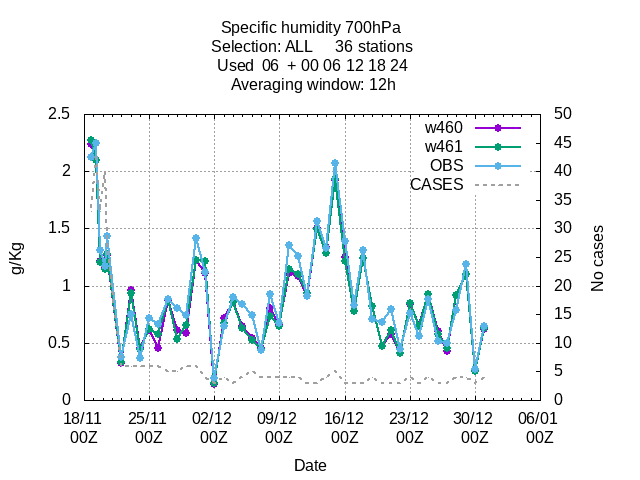 Specific humidity 700hPa
Selection: ALL     36 stations
Used  06  + 00 06 12 18 24
Averaging window: 12h
g/Kg
No cases
w460
w461
OBS
CASES
2.5
2
1.5
1
0.5
0
50
45
40
35
30
25
20
15
10
5
0
18/11 25/11 02/12 09/12 16/12 23/12 30/12 06/01
00Z 00Z 00Z 00Z 00Z 00Z 00Z 00Z
Date